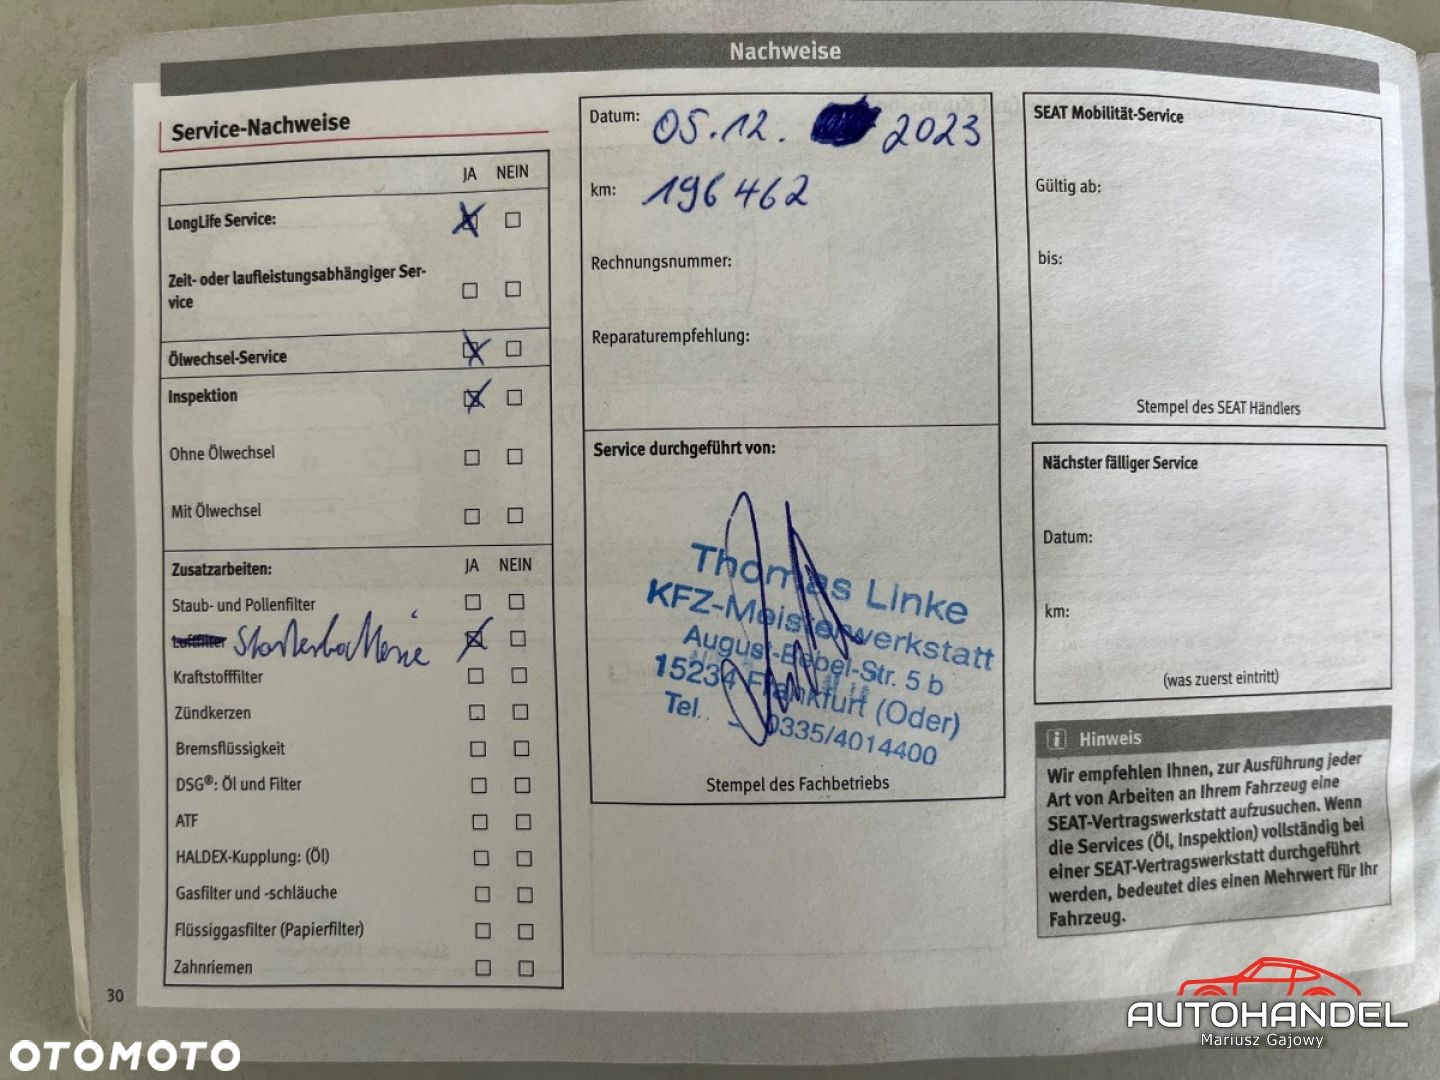 Nachweise
Service-Nachweise
JA NEIN
LongLife Service:
Zeit- oder laufleistungsabhängiger Ser-
vice
Ölwechsel-Service
Inspektion
Ohne Ölwechsel
Mit Ölwechsel
Zusatzarbeiten: JA NEIN
Staub- und Pollenfilter
Luftfilter Starterbatterie
Kraftstofffilter
Zündkerzen
Bremsflüssigkeit
DSG®: Öl und Filter
ATF
HALDEX-Kupplung: (Öl)
Gasfilter und -schläuche
Flüssiggasfilter (Papierfilter)
Zahnriemen
30
Datum: 05.12. 2023
km: 196 462
Rechnungsnummer:
Reparaturempfehlung:
Service durchgeführt von:
Thomas Linke
KFZ-Meisterwerkstatt
August-Bebel-Str. 5 b
15234 Frankfurt (Oder)
Tel. 0335/4014400
Stempel des Fachbetriebs
SEAT Mobilität-Service
Gültig ab:
bis:
Stempel des SEAT Händlers
Nächster fälliger Service
Datum:
km:
(was zuerst eintritt)
i Hinweis
Wir empfehlen Ihnen, zur Ausführung jeder
Art von Arbeiten an Ihrem Fahrzeug eine
SEAT-Vertragswerkstatt aufzusuchen. Wenn
die Services (Öl, Inspektion) vollständig bei
einer SEAT-Vertragswerkstatt durchgeführt
werden, bedeutet dies einen Mehrwert für Ihr
Fahrzeug.
AUTOHANDEL
Mariusz Gajowy
OTOMOTO